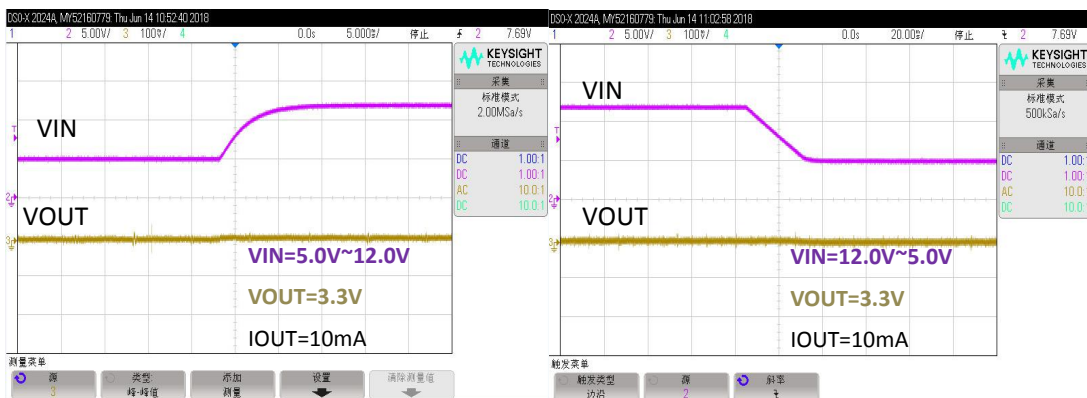 DSO-X 2024A, MY52160779: Thu Jun 14 10:52:40 2018
1 2 5.00V/ 3 100%/ 4 0.0s 5.000%/ 停止 2 7.69V
KEYSIGHT
TECHNOLOGIES
采集
标准模式
2.00MSa/s
通道
DC 1.00:1
DC 1.00:1
AC 10.0:1
DC 10.0:1
VIN
VOUT
VIN=5.0V~12.0V
VOUT=3.3V
IOUT=10mA
测量菜单
源
3
类型:
峰-峰值
添加
测量
设置
清除测量值
DSO-X 2024A, MY52160779: Thu Jun 14 11:02:58 2018
1 2 5.00V/ 3 100%/ 4 0.0s 20.00%/ 停止 2 7.69V
KEYSIGHT
TECHNOLOGIES
采集
标准模式
500kSa/s
通道
DC 1.00:
DC 1.00:
AC 10.0:
DC 10.0:
VIN
VOUT
VIN=12.0V~5.0V
VOUT=3.3V
IOUT=10mA
触发菜单
触发类型
边沿
源
2
斜率